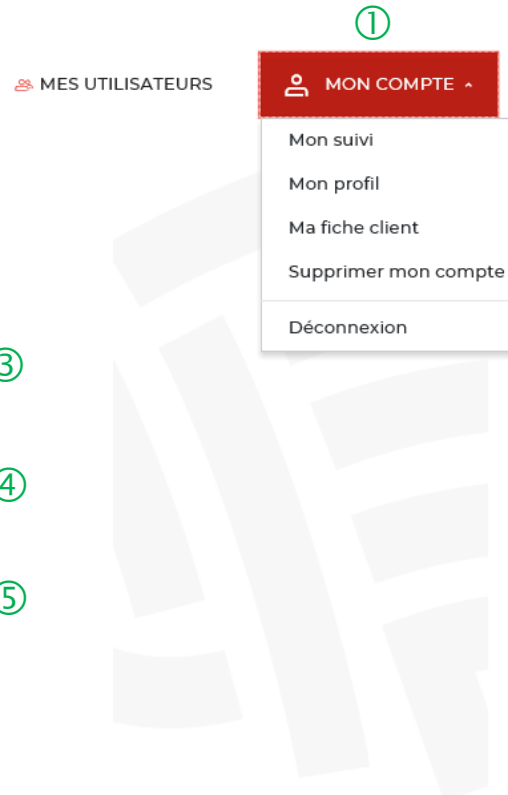 ①
MES UTILISATEURS
MON COMPTE
Mon suivi
Mon profil
Ma fiche client
Supprimer mon compte
Déconnexion
③
④
⑤